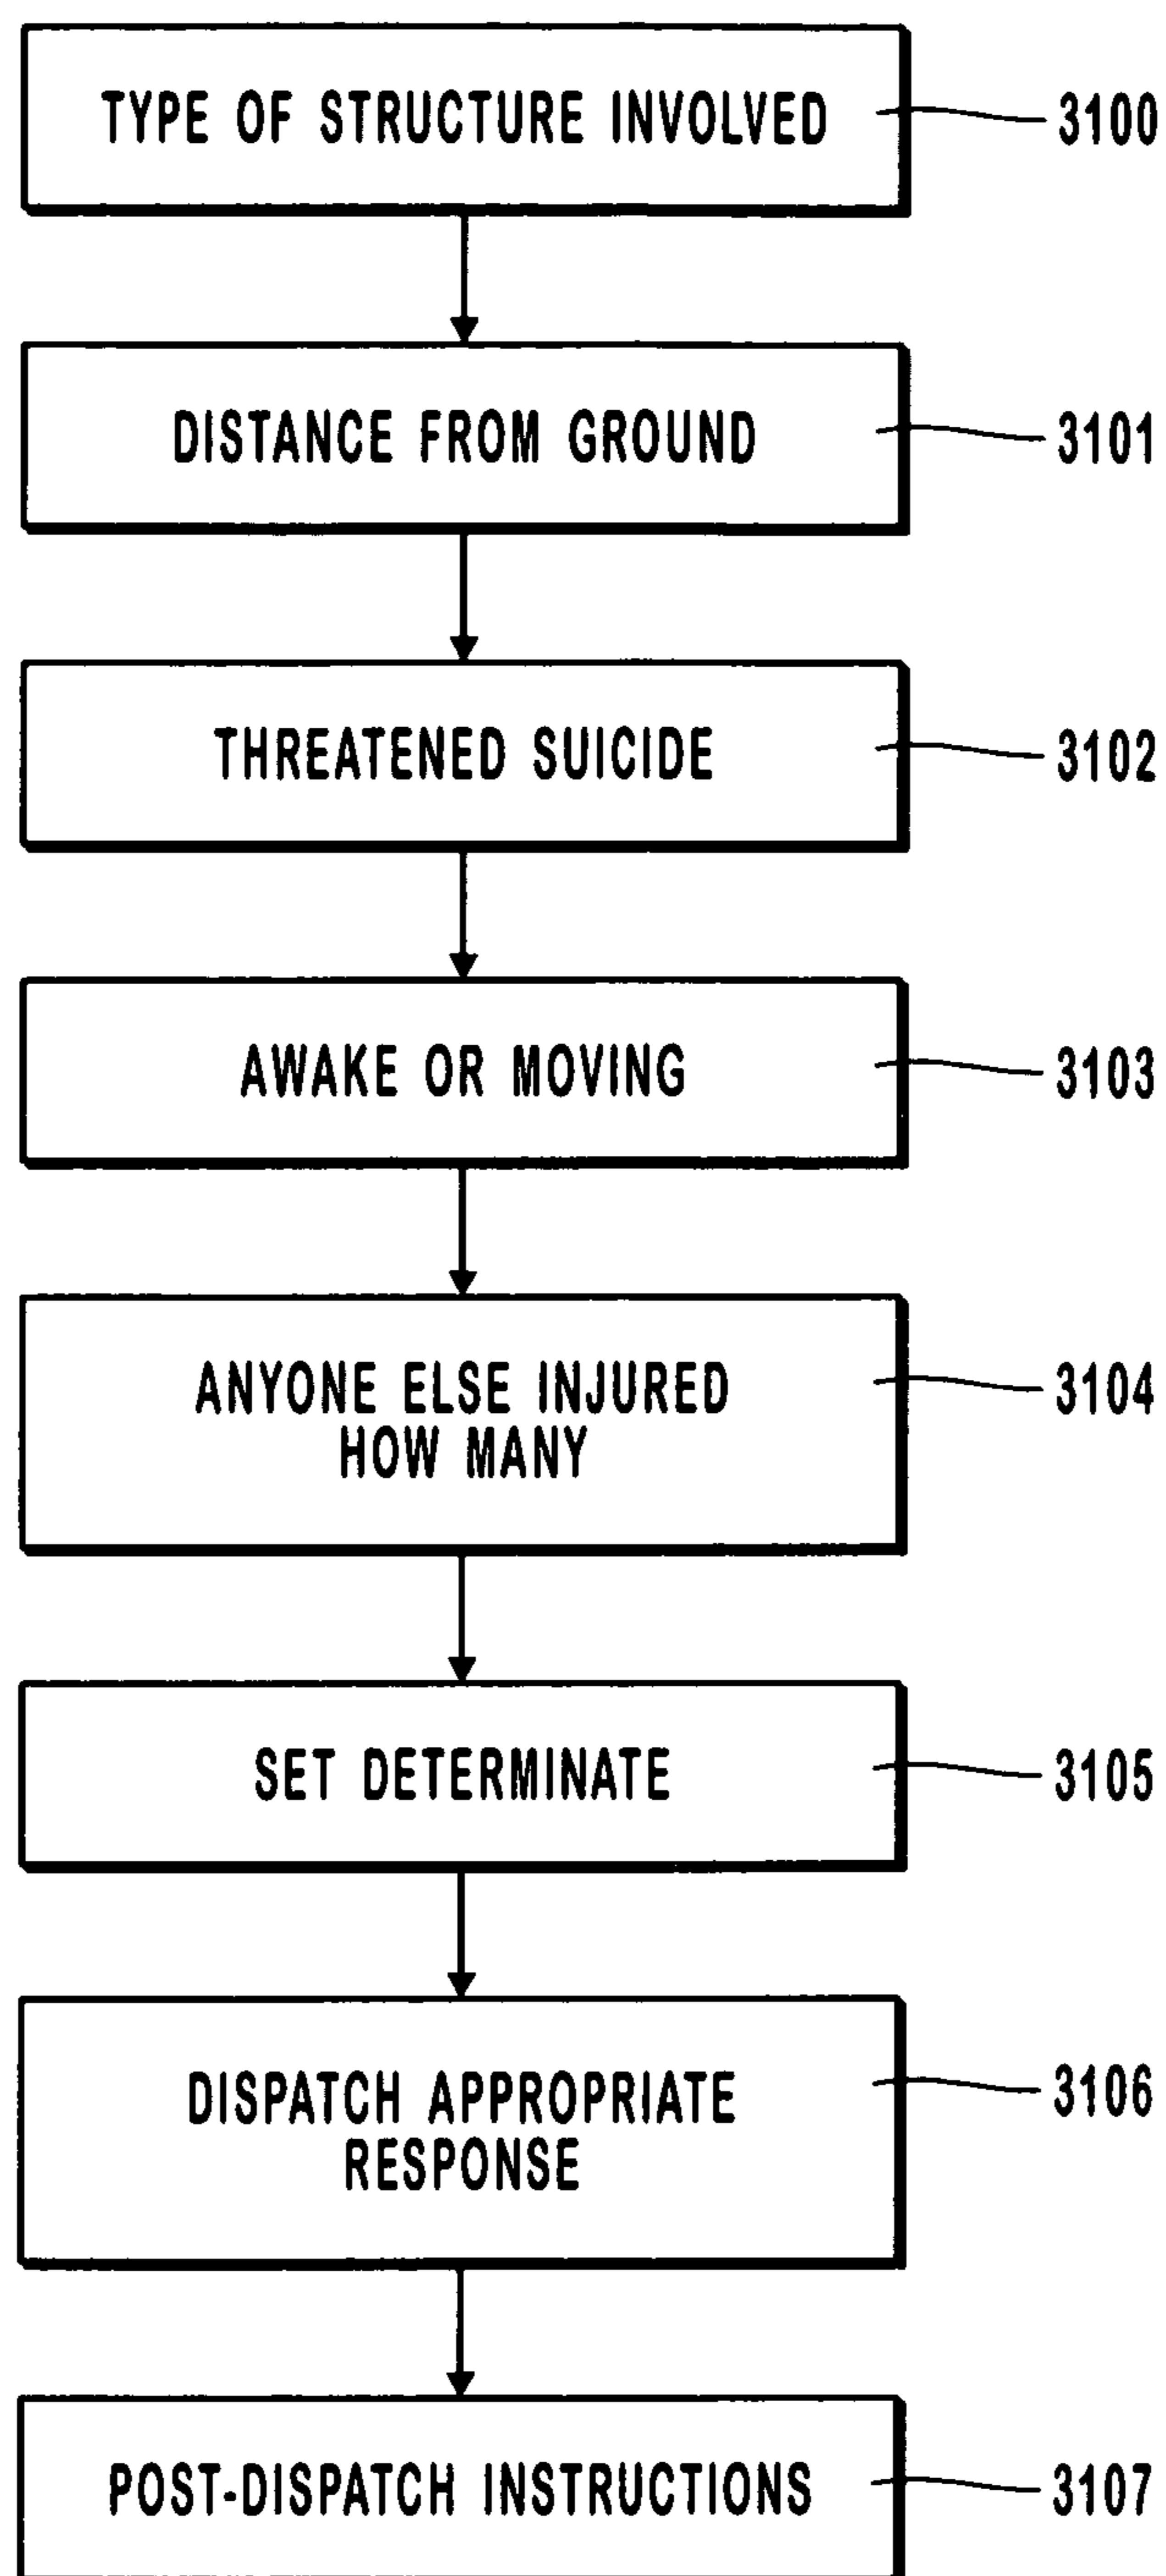 TYPE OF STRUCTURE INVOLVED 3100
DISTANCE FROM GROUND 3101
THREATENED SUICIDE 3102
AWAKE OR MOVING 3103
ANYONE ELSE INJURED 3104
HOW MANY
SET DETERMINATE 3105
DISPATCH APPROPRIATE 3106
RESPONSE
POST-DISPATCH INSTRUCTIONS 3107